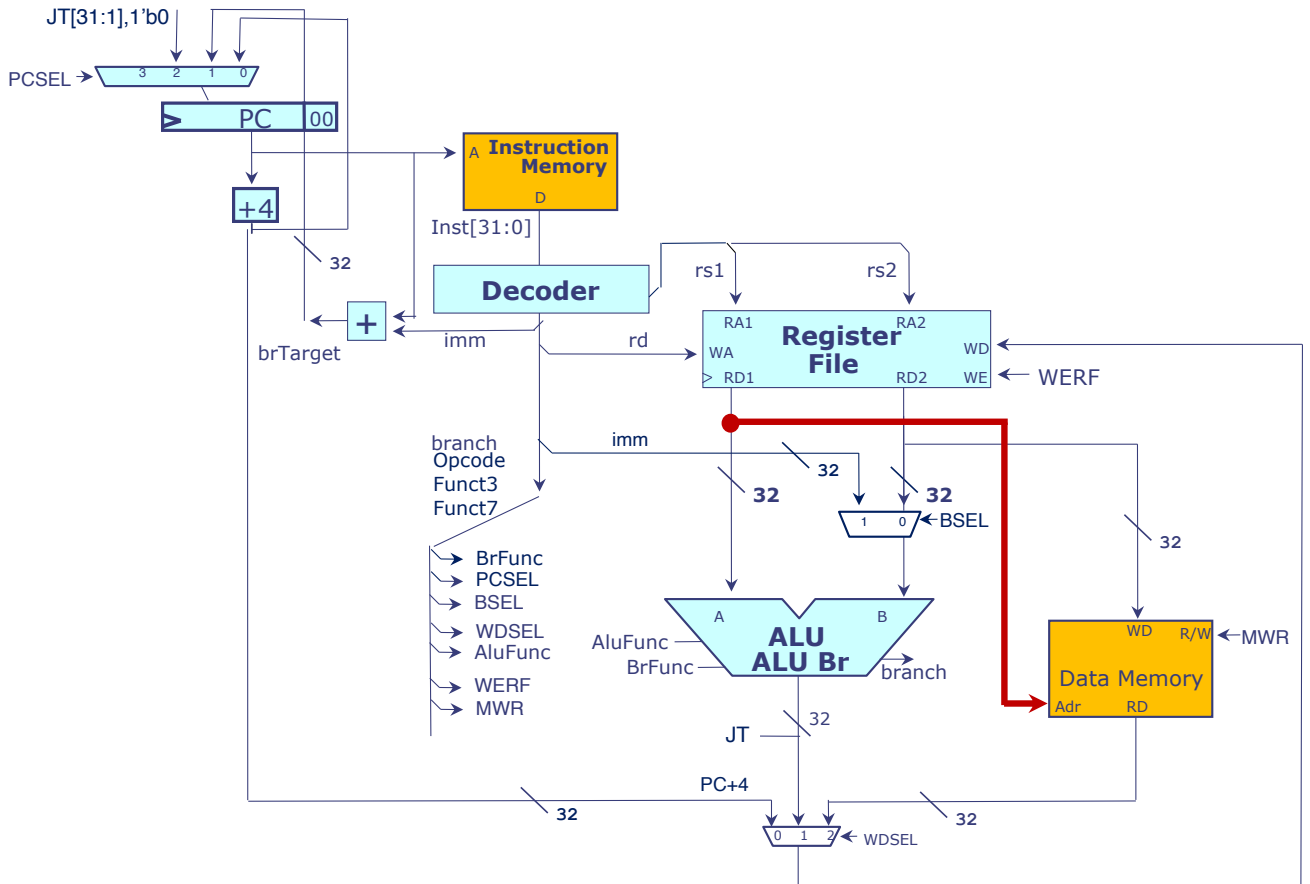 JT[31:1],1'b0
PCSEL
3 2 1 0
PC 00
+4
32
A Instruction
Memory
D
Inst[31:0]
Decoder
rs1
rs2
+
brTarget
imm
rd
RA1
RA2
Register
File
WA
WD
RD1
RD2
WE
WERF
branch
Opcode
Funct3
Funct7
imm
32
32
32
1 0
BSEL
32
BrFunc
PCSEL
BSEL
WDSEL
AluFunc
WERF
MWR
A
B
ALU
ALU Br
AluFunc
BrFunc
branch
WD R/W
MWR
Data Memory
Adr
RD
32
JT
PC+4
32
32
0 1 2
WDSEL